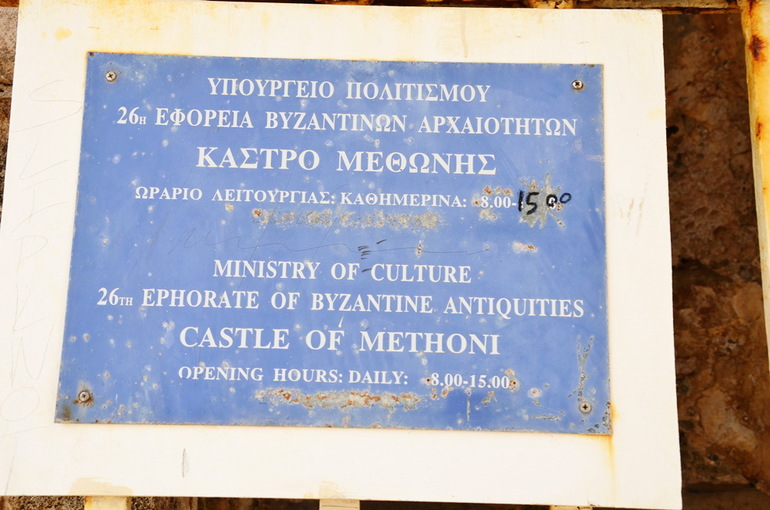 ΥΠΟΥΡΓΕΙΟ ΠΟΛΙΤΙΣΜΟΥ
26Η ΕΦΟΡΕΙΑ ΒΥΖΑΝΤΙΝΩΝ ΑΡΧΑΙΟΤΗΤΩΝ
ΚΑΣΤΡΟ ΜΕΘΩΝΗΣ
ΩΡΑΡΙΟ ΛΕΙΤΟΥΡΓΙΑΣ: ΚΑΘΗΜΕΡΙΝΑ: 8.00-15 00
MINISTRY OF CULTURE
26TH EPHORATE OF BYZANTINE ANTIQUITIES
CASTLE OF METHONI
OPENING HOURS: DAILY: 8.00-15.00